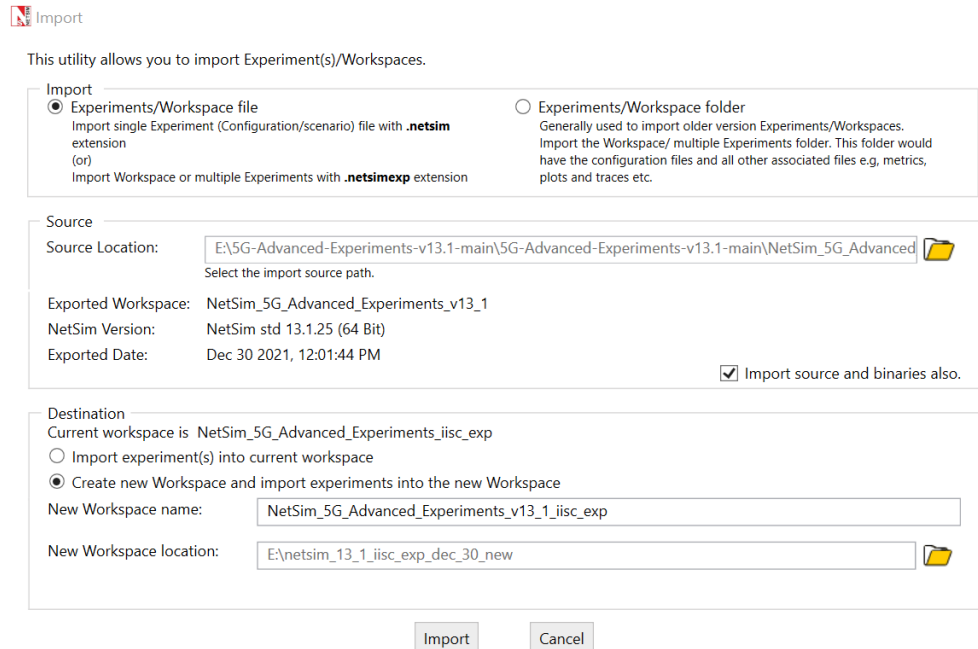 NETSIM Import
This utility allows you to import Experiment(s)/Workspaces.
Import
Experiments/Workspace file
Import single Experiment (Configuration/scenario) file with .netsim
extension
(or)
Import Workspace or multiple Experiments with .netsimexp extension
Experiments/Workspace folder
Generally used to import older version Experiments/Workspaces.
Import the Workspace/ multiple Experiments folder. This folder would
have the configuration files and all other associated files e.g, metrics,
plots and traces etc.
Source
Source Location: E:\5G-Advanced-Experiments-v13.1-main\5G-Advanced-Experiments-v13.1-main\NetSim_5G_Advanced
Select the import source path.
Exported Workspace: NetSim_5G_Advanced_Experiments_v13_1
NetSim Version: NetSim std 13.1.25 (64 Bit)
Exported Date: Dec 30 2021, 12:01:44 PM
Import source and binaries also.
Destination
Current workspace is NetSim_5G_Advanced_Experiments_iisc_exp
Import experiment(s) into current workspace
Create new Workspace and import experiments into the new Workspace
New Workspace name: NetSim_5G_Advanced_Experiments_v13_1_iisc_exp
New Workspace location: E:\netsim_13_1_iisc_exp_dec_30_new
Import Cancel